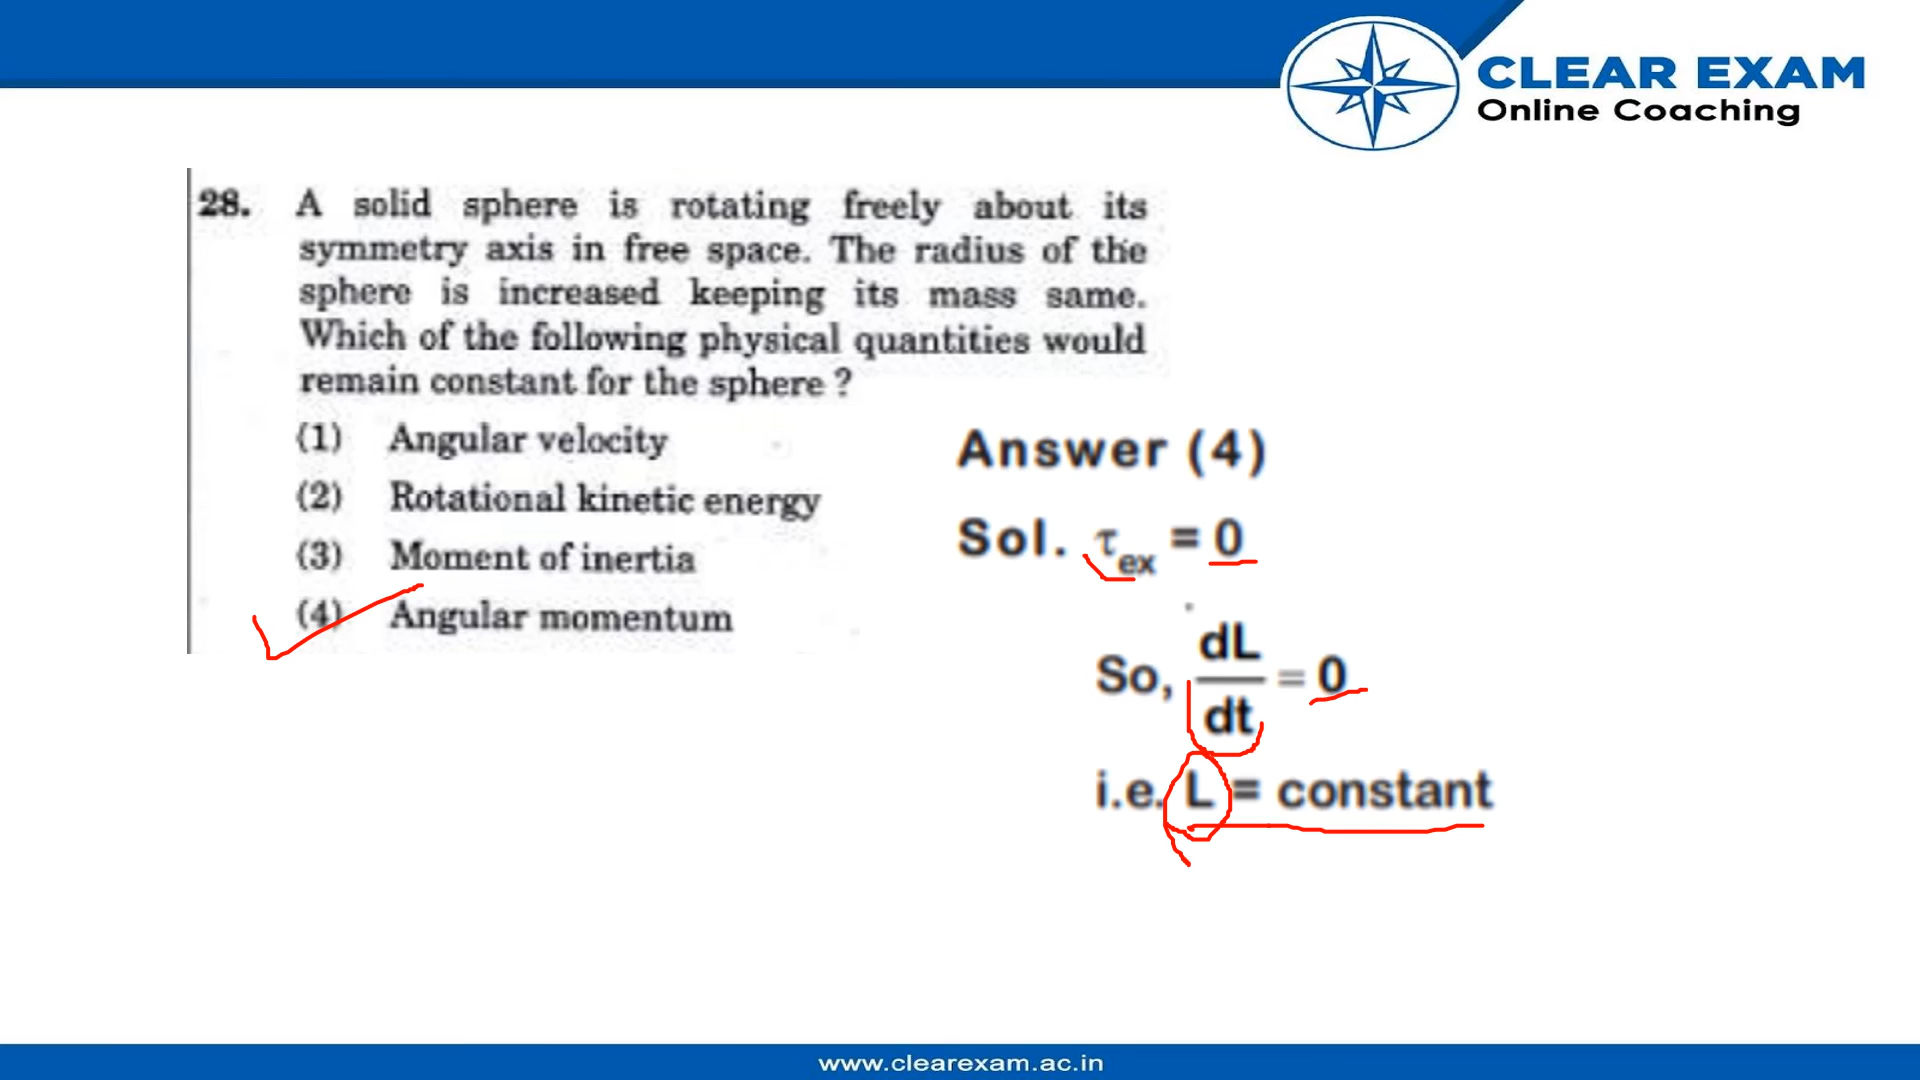 CLEAR EXAM
Online Coaching
28. A solid sphere is rotating freely about its
symmetry axis in free space. The radius of the
sphere is increased keeping its mass same.
Which of the following physical quantities would
remain constant for the sphere ?
(1) Angular velocity
(2) Rotational kinetic energy
(3) Moment of inertia
(4) Angular momentum
Answer (4)
Sol. τex = 0
So, dL/dt = 0
i.e. L = constant
www.clearexam.ac.in